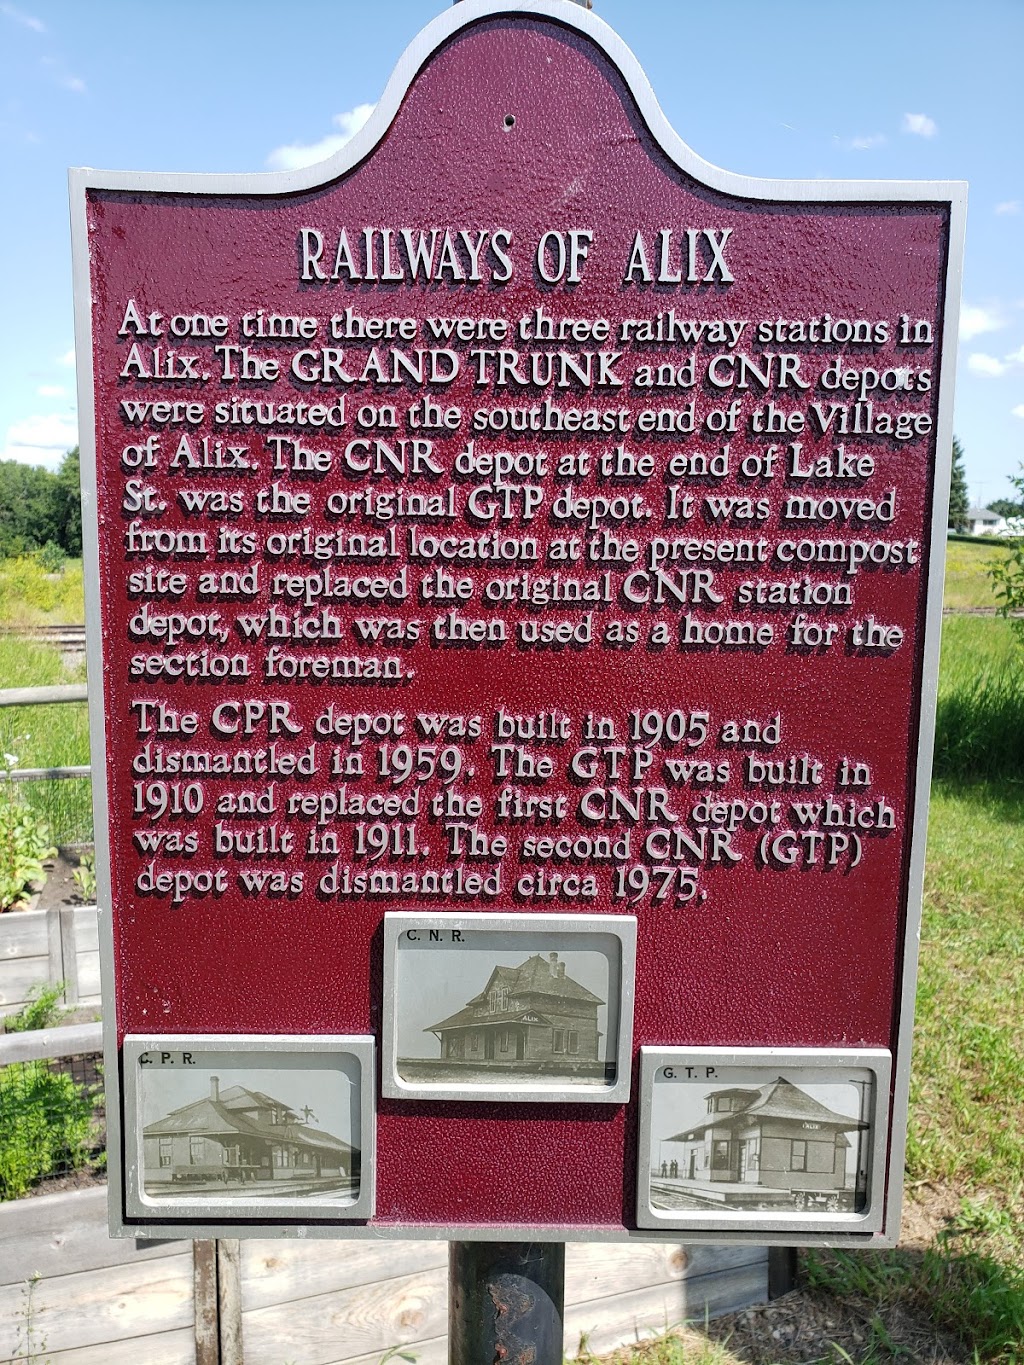 RAILWAYS OF ALIX
At one time there were three railway stations in
Alix. The GRAND TRUNK and CNR depots
were situated on the southeast end of the Village
of Alix. The CNR depot at the end of Lake
St. was the original GTP depot. It was moved
from its original location at the present compost
site and replaced the original CNR station
depot, which was then used as a home for the
section foreman.
The CPR depot was built in 1905 and
dismantled in 1959. The GTP was built in
1910 and replaced the first CNR depot which
was built in 1911. The second CNR (GTP)
depot was dismantled circa 1975.
C. N. R.
ALIX
C. P. R.
G. T. P.